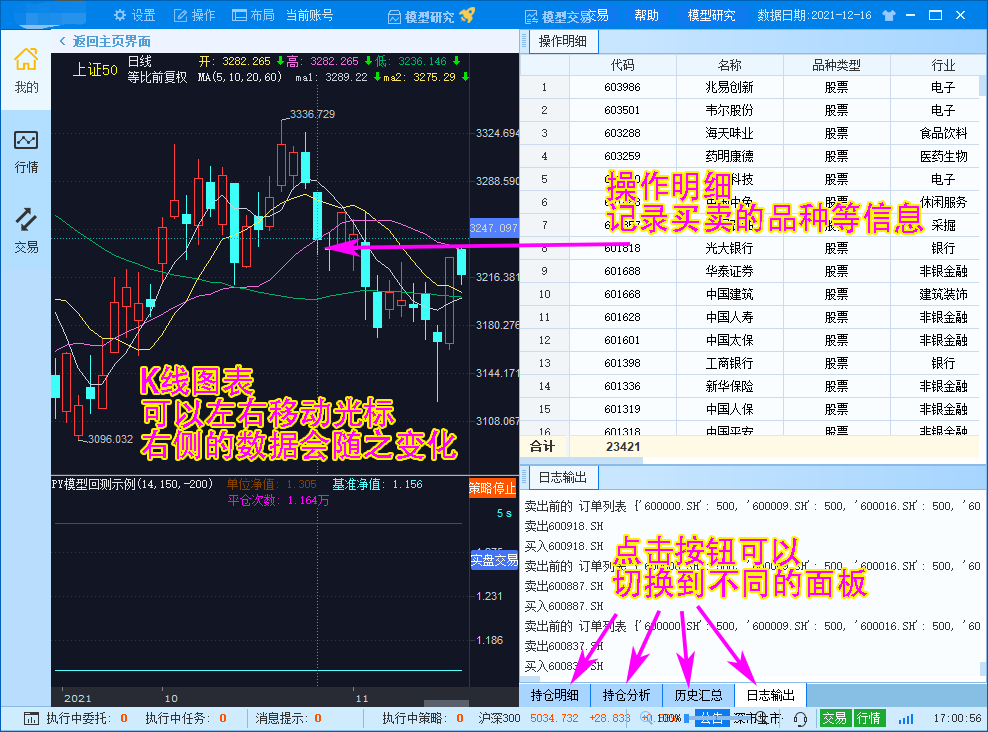 设置 操作 布局 当前账号 模型研究 模型交易 交易 帮助 模型研究 数据日期:2021-12-16
返回主页界面
我的
行情
交易
上证50
日线 开: 3282.265 高: 3282.265 低: 3236.146
等比前复权 MA(5,10,20,60) ma1: 3289.22 ma2: 3275.29
3336.729
3324.694
3288.590
3247.097
3216.381
3180.276
3144.171
3108.067
3096.032
K线图表
可以左右移动光标
右侧的数据会随之变化
PY模型回测示例(14,150,-200) 单位净值: 1.305 基准净值: 1.156
平仓次数: 1.164万
策略停止
5 s
实盘交易
1.231
1.186
2021 10 11
操作明细
代码 名称 品种类型 行业
1 603986 兆易创新 股票 电子
2 603501 韦尔股份 股票 电子
3 603288 海天味业 股票 食品饮料
4 603259 药明康德 股票 医药生物
5 科技 股票 电子
6 股票 休闲服务
7 股票 采掘
8 601818 光大银行 股票 银行
9 601688 华泰证券 股票 非银金融
10 601668 中国建筑 股票 建筑装饰
11 601628 中国人寿 股票 非银金融
12 601601 中国太保 股票 非银金融
13 601398 工商银行 股票 银行
14 601336 新华保险 股票 非银金融
15 601319 中国人保 股票 非银金融
16 601318 中国平安 股票 非银金融
合计 23421
操作明细
记录买卖的品种等信息
日志输出
卖出前的 订单列表 {'600000.SH': 500, '600009.SH': 500, '600016.SH': 500, '60
卖出600918.SH
买入600918.SH
卖出前的 订单列表 500, '600016.SH': 500, '60
卖出600887.SH
买入600887.SH
卖出前的 订单列表 {'600000.SH': 500, '600009.SH': 500, '600016.SH': 500, '60
卖出600837.SH
买入600837.SH
点击按钮可以
切换到不同的面板
持仓明细 持仓分析 历史汇总 日志输出
执行中委托: 0 执行中任务: 0 消息提示: 0 执行中策略: 0 沪深300 5034.732 +28.833 100% 公告 深市主市 交易 行情 17:00:56